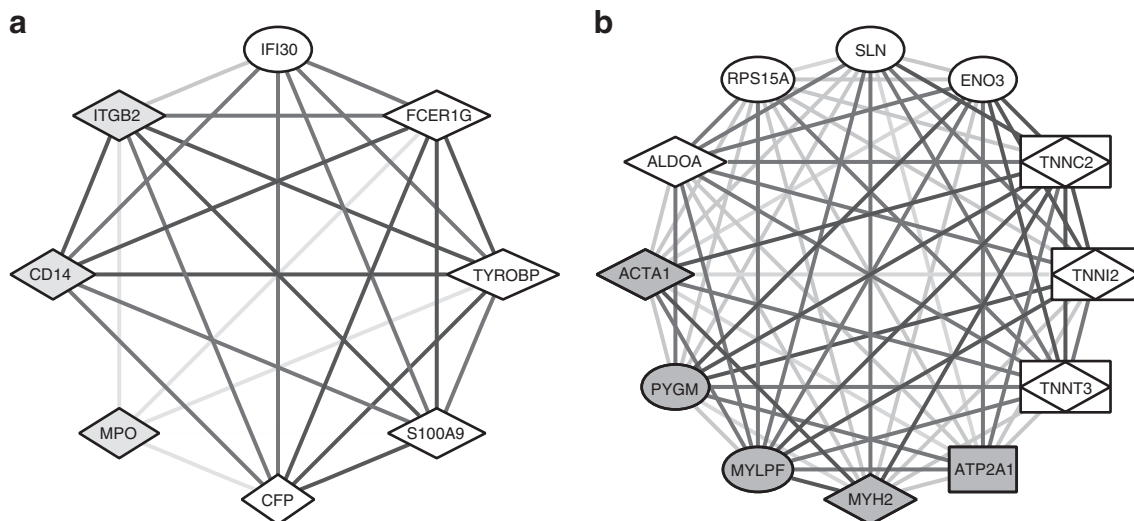 a
IFI30
ITGB2
FCER1G
CD14
TYROBP
MPO
S100A9
CFP
b
SLN
RPS15A
ENO3
ALDOA
TNNC2
ACTA1
TNNI2
PYGM
TNNT3
MYLPF
ATP2A1
MYH2